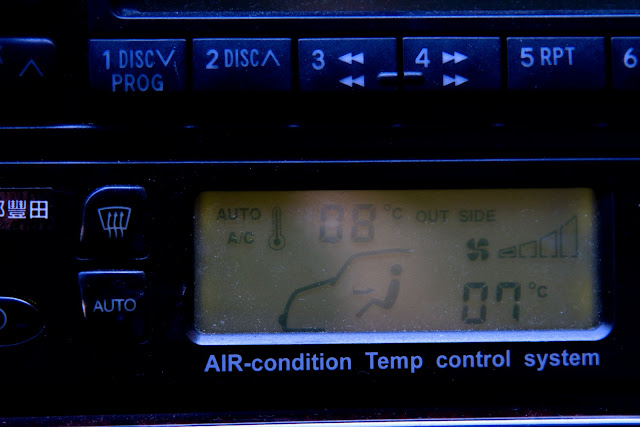 1 DISC
PROG
2 DISC
3
4
5 RPT
6
豐田
AUTO
A/C
08 °C
OUT SIDE
07 °C
AUTO
AIR-condition Temp control system